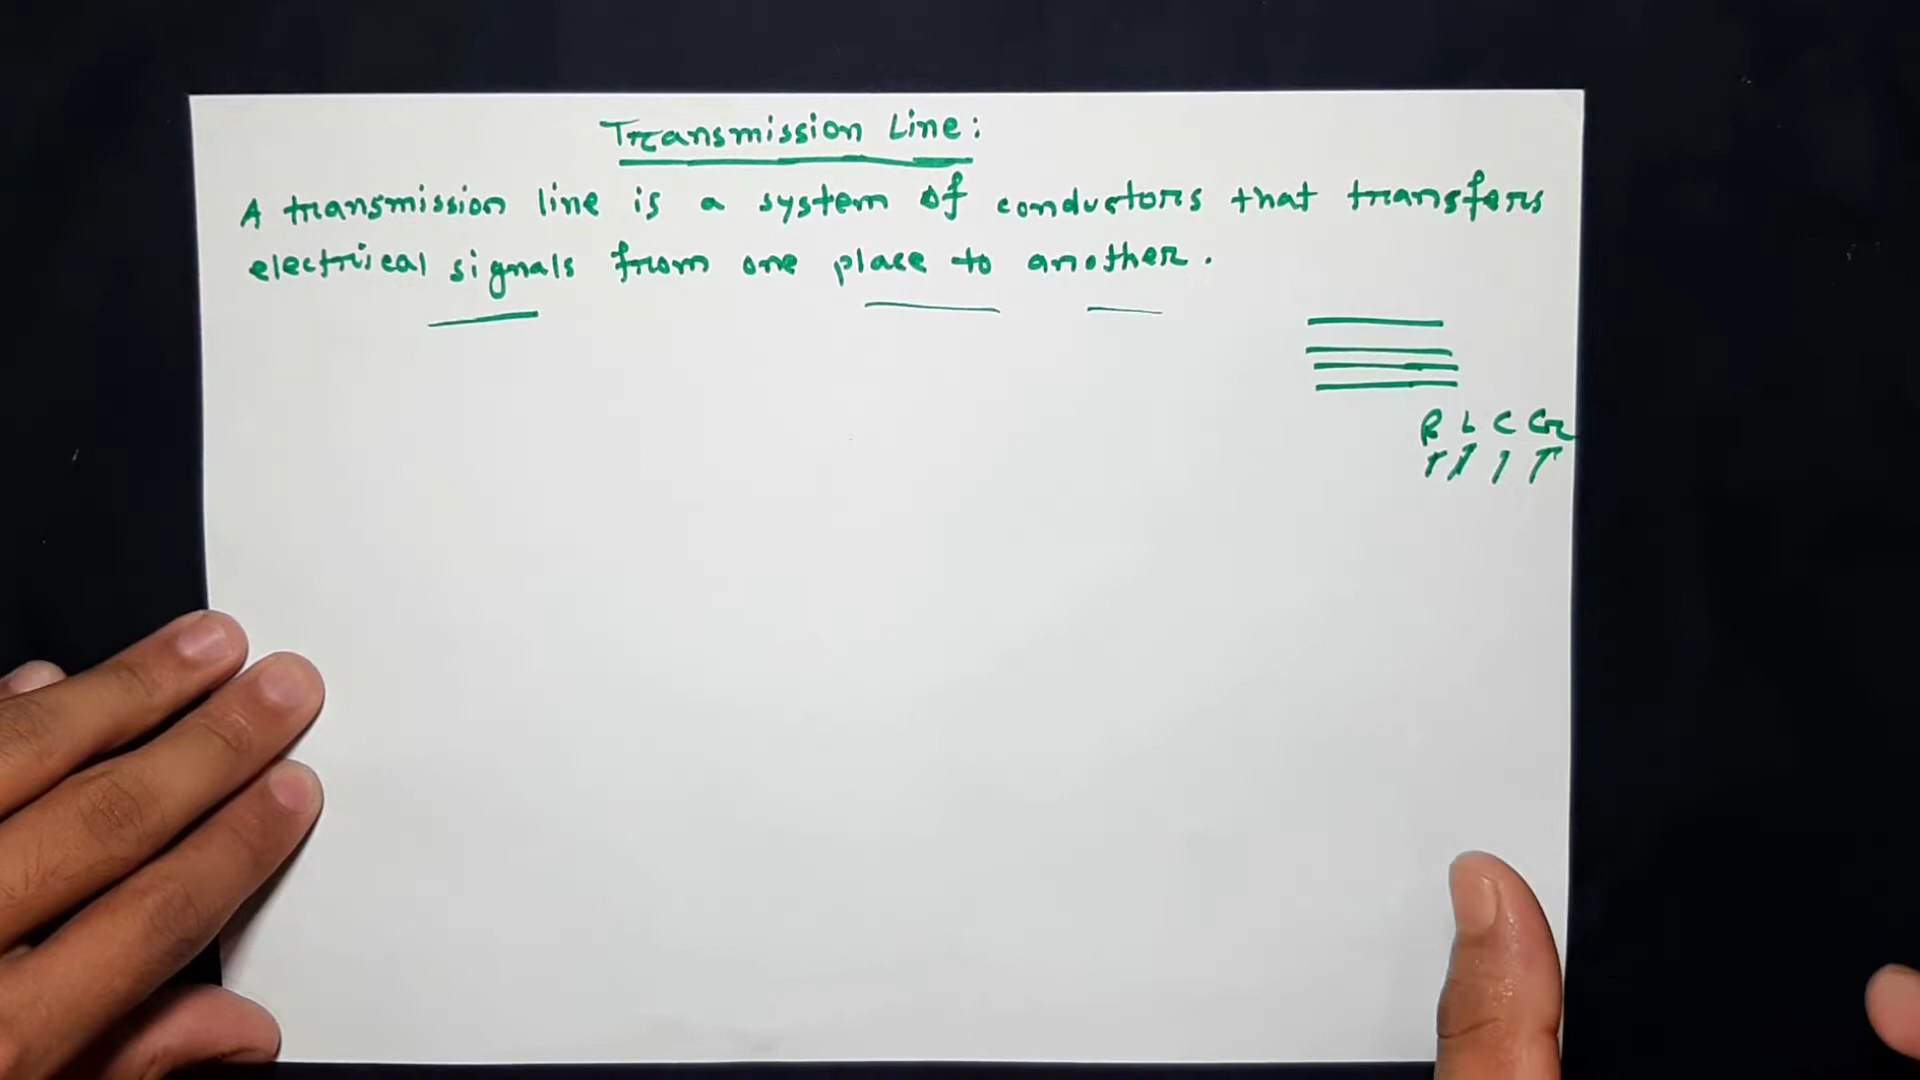 Transmission Line:
A transmission line is a system of conductors that transfers
electrical signals from one place to another.
R L C G